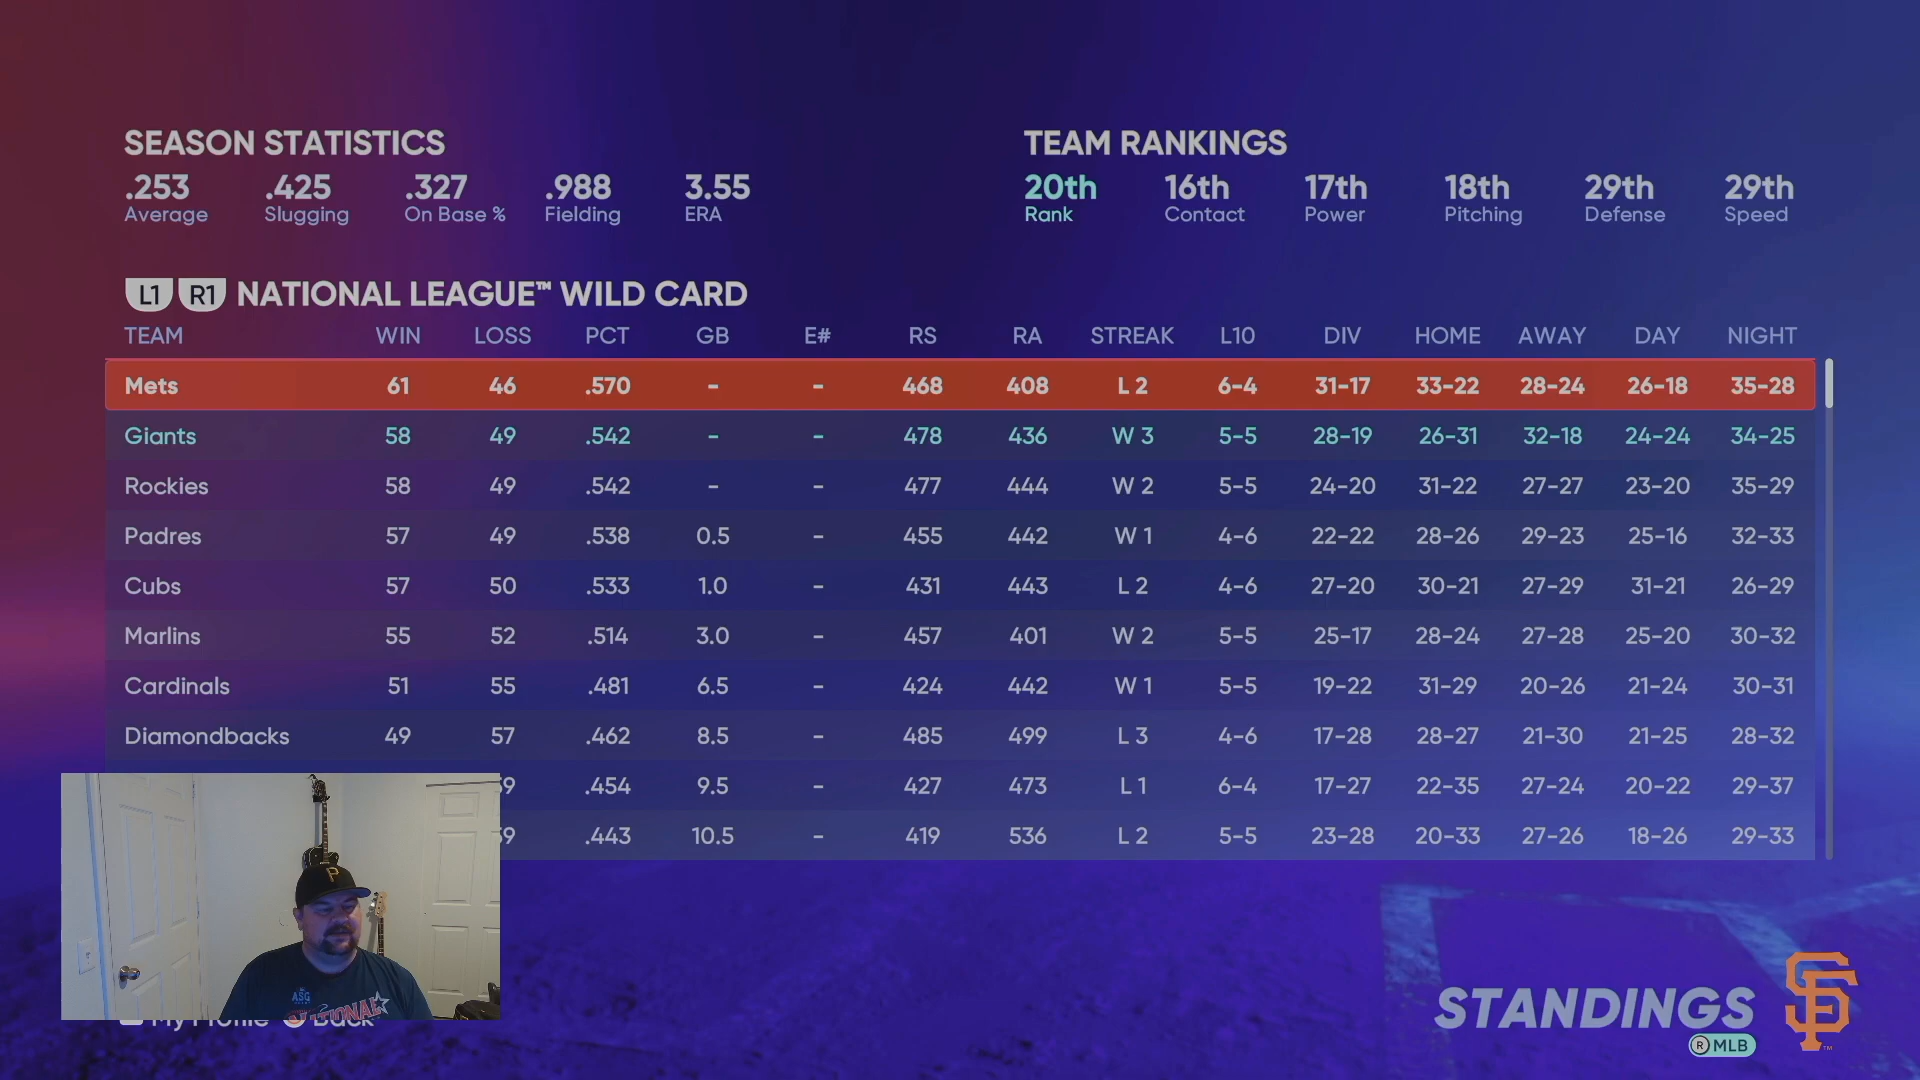 SEASON STATISTICS
.253 .425 .327 .988 3.55
Average Slugging On Base % Fielding ERA
TEAM RANKINGS
20th 16th 17th 18th 29th 29th
Rank Contact Power Pitching Defense Speed
L1 R1 NATIONAL LEAGUE™ WILD CARD
TEAM WIN LOSS PCT GB E# RS RA STREAK L10 DIV HOME AWAY DAY NIGHT
Mets 61 46 .570 - - 468 408 L 2 6-4 31-17 33-22 28-24 26-18 35-28
Giants 58 49 .542 - - 478 436 W 3 5-5 28-19 26-31 32-18 24-24 34-25
Rockies 58 49 .542 - - 477 444 W 2 5-5 24-20 31-22 27-27 23-20 35-29
Padres 57 49 .538 0.5 - 455 442 W 1 4-6 22-22 28-26 29-23 25-16 32-33
Cubs 57 50 .533 1.0 - 431 443 L 2 4-6 27-20 30-21 27-29 31-21 26-29
Marlins 55 52 .514 3.0 - 457 401 W 2 5-5 25-17 28-24 27-28 25-20 30-32
Cardinals 51 55 .481 6.5 - 424 442 W 1 5-5 19-22 31-29 20-26 21-24 30-31
Diamondbacks 49 57 .462 8.5 - 485 499 L 3 4-6 17-28 28-27 21-30 21-25 28-32
.454 9.5 - 427 473 L 1 6-4 17-27 22-35 27-24 20-22 29-37
.443 10.5 - 419 536 L 2 5-5 23-28 20-33 27-26 18-26 29-33
P
ASG
My Profile Back
STANDINGS
SF
R MLB